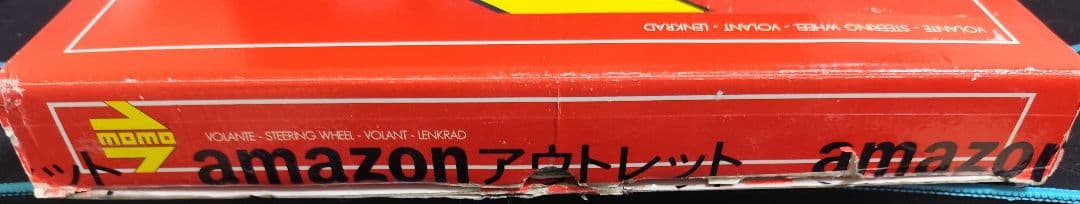 VOLANTE - STEERING WHEEL - VOLANT - LENKRAD
momo
VOLANTE - STEERING WHEEL - VOLANT - LENKRAD
ット amazonアウトレット amazon